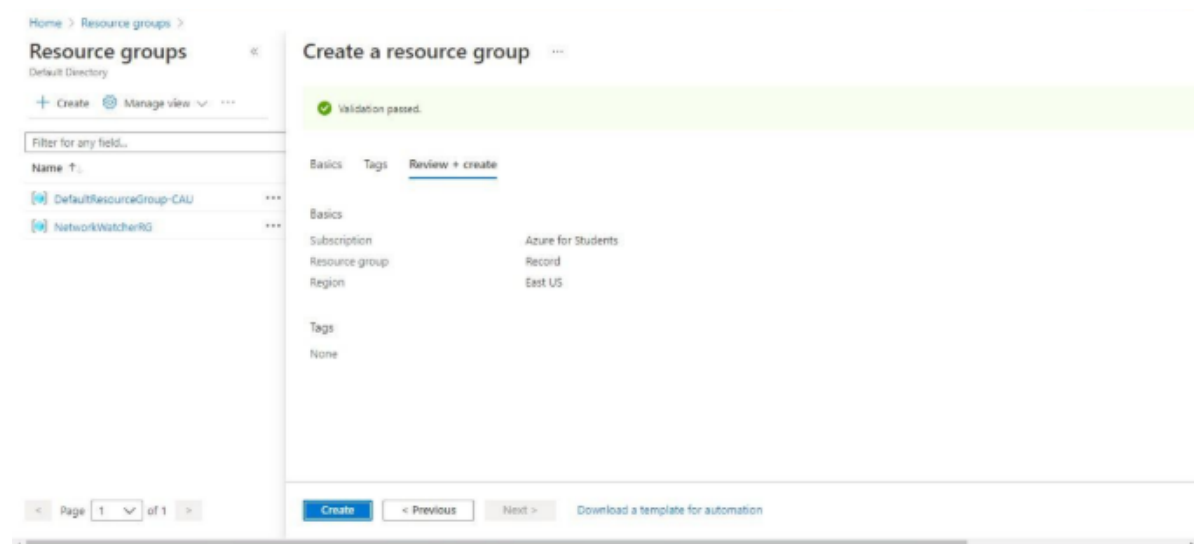 Home > Resource groups >
Resource groups «
Default Directory
+ Create Manage view ∨ ···
Filter for any field...
Name ↑↓
DefaultResourceGroup-CAU ···
NetworkWatcherRG ···
< Page 1 ∨ of 1 >
Create a resource group ···
Validation passed.
Basics Tags Review + create
Basics
Subscription Azure for Students
Resource group Record
Region East US
Tags
None
Create < Previous Next > Download a template for automation